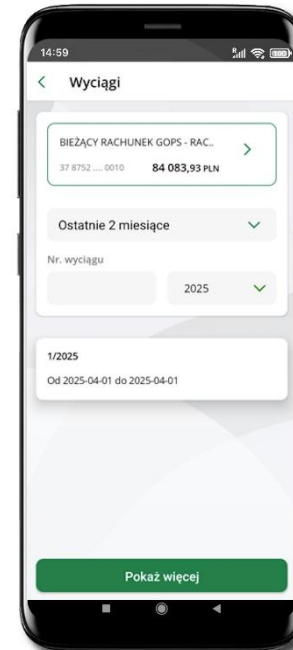 14:59
Wyciągi
BIEŻĄCY RACHUNEK GOPS - RAC..
37 8752 .... 0010 84 083,93 PLN
Ostatnie 2 miesiące
Nr. wyciągu
2025
1/2025
Od 2025-04-01 do 2025-04-01
Pokaż więcej